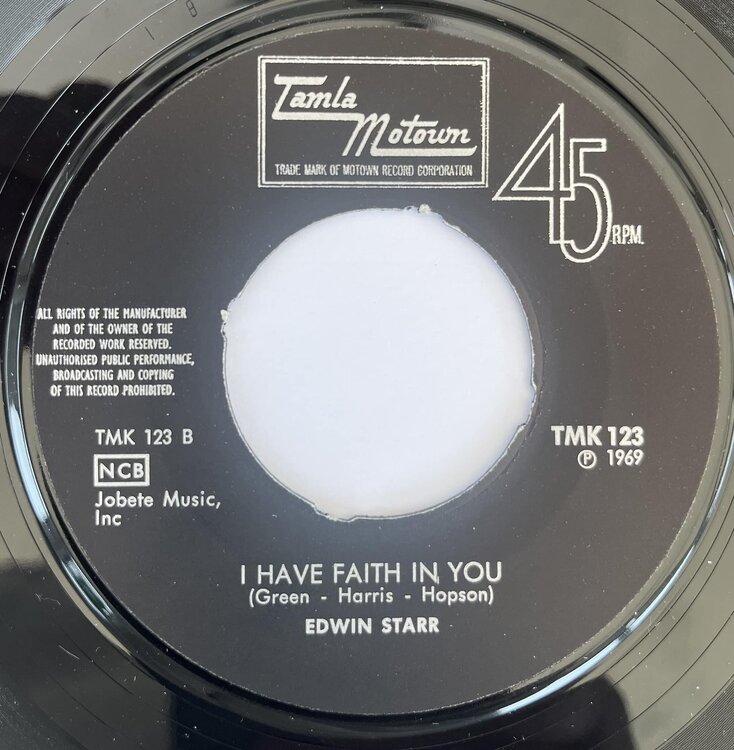 Tamla
Motown
TRADE MARK OF MOTOWN RECORD CORPORATION
45
RPM.
ALL RIGHTS OF THE MANUFACTURER
AND OF THE OWNER OF THE
RECORDED WORK RESERVED.
UNAUTHORISED PUBLIC PERFORMANCE,
BROADCASTING AND COPYING
OF THIS RECORD PROHIBITED.
TMK 123 B
NCB
Jobete Music,
Inc
TMK 123
℗ 1969
I HAVE FAITH IN YOU
(Green - Harris - Hopson)
EDWIN STARR